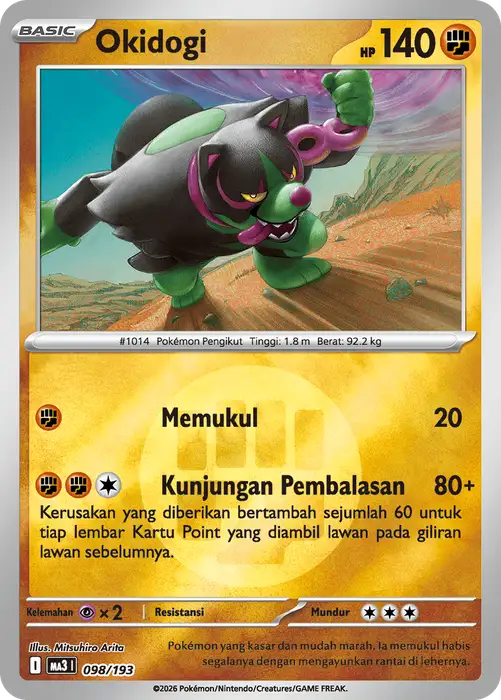 BASIC Okidogi HP 140
#1014 Pokémon Pengikut Tinggi: 1.8 m Berat: 92.2 kg
Memukul 20
Kunjungan Pembalasan 80+
Kerusakan yang diberikan bertambah sejumlah 60 untuk
tiap lembar Kartu Point yang diambil lawan pada giliran
lawan sebelumnya.
Kelemahan ×2 Resistansi Mundur
Illus. Mitsuhiro Arita
Pokémon yang kasar dan mudah marah. Ia memukul habis
segalanya dengan mengayunkan rantai di lehernya.
I MA3 I 098/193
©2026 Pokémon/Nintendo/Creatures/GAME FREAK.